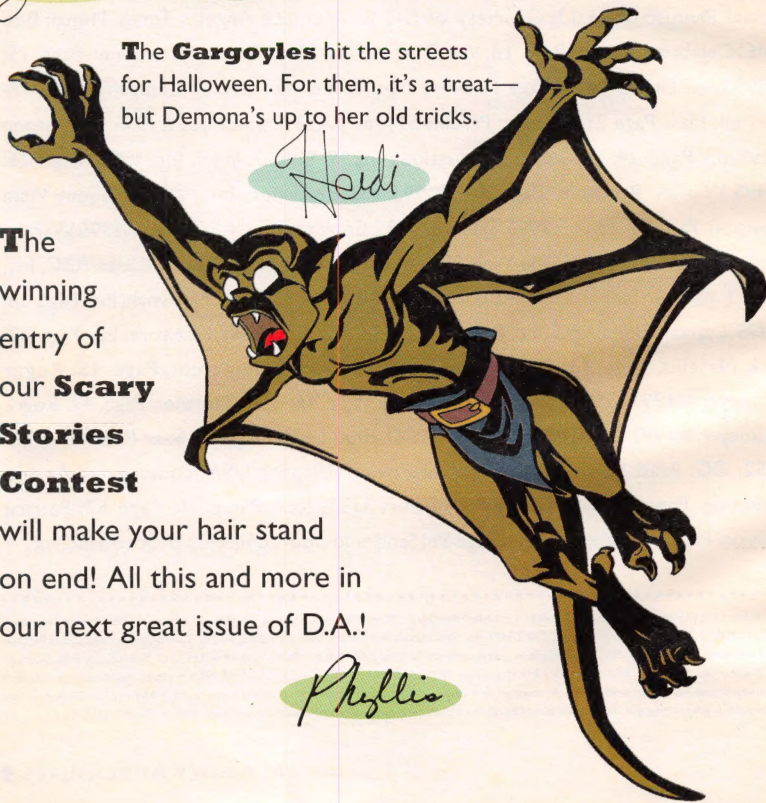 The Gargoyles hit the streets
for Halloween. For them, it's a treat—
but Demona's up to her old tricks.
Heidi
The
winning
entry of
our Scary
Stories
Contest
will make your hair stand
on end! All this and more in
our next great issue of D.A.!
Phyllis